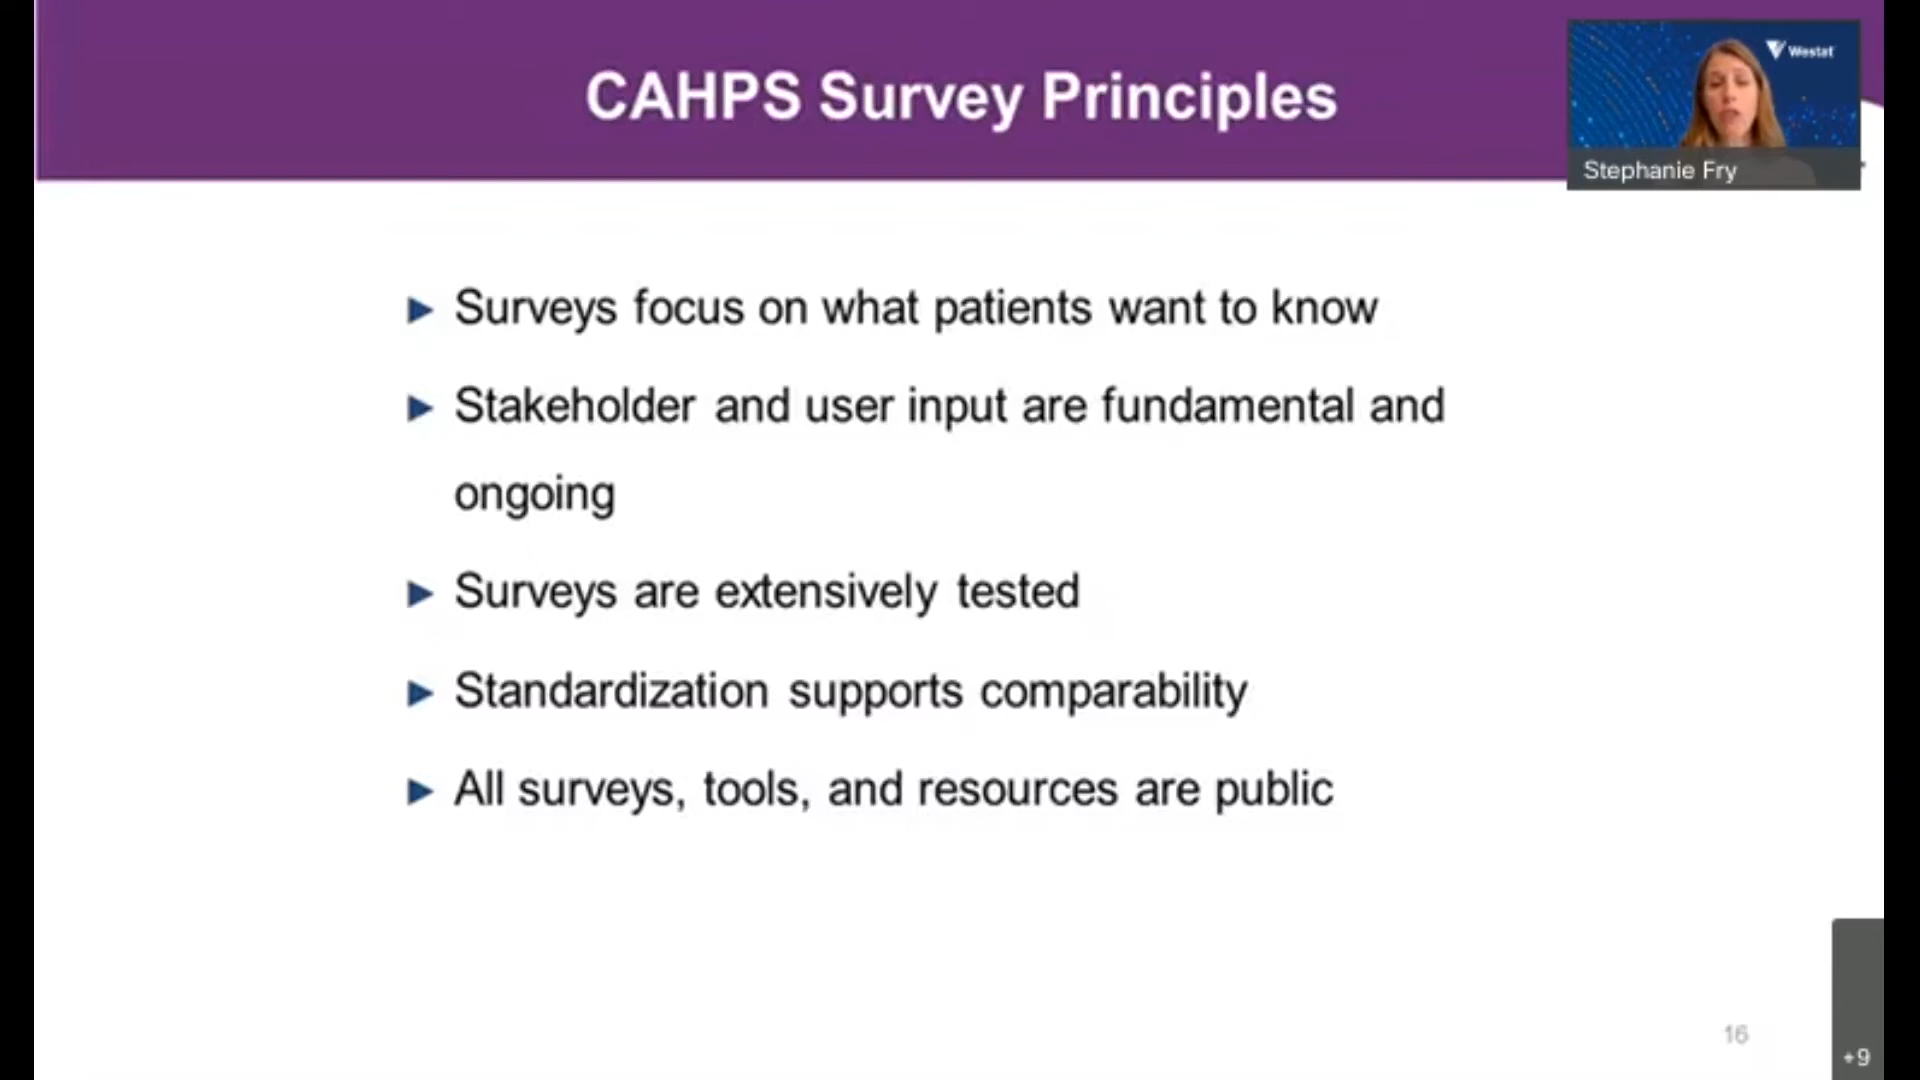 CAHPS Survey Principles
Westat
Stephanie Fry
Surveys focus on what patients want to know
Stakeholder and user input are fundamental and
ongoing
Surveys are extensively tested
Standardization supports comparability
All surveys, tools, and resources are public
16
+9